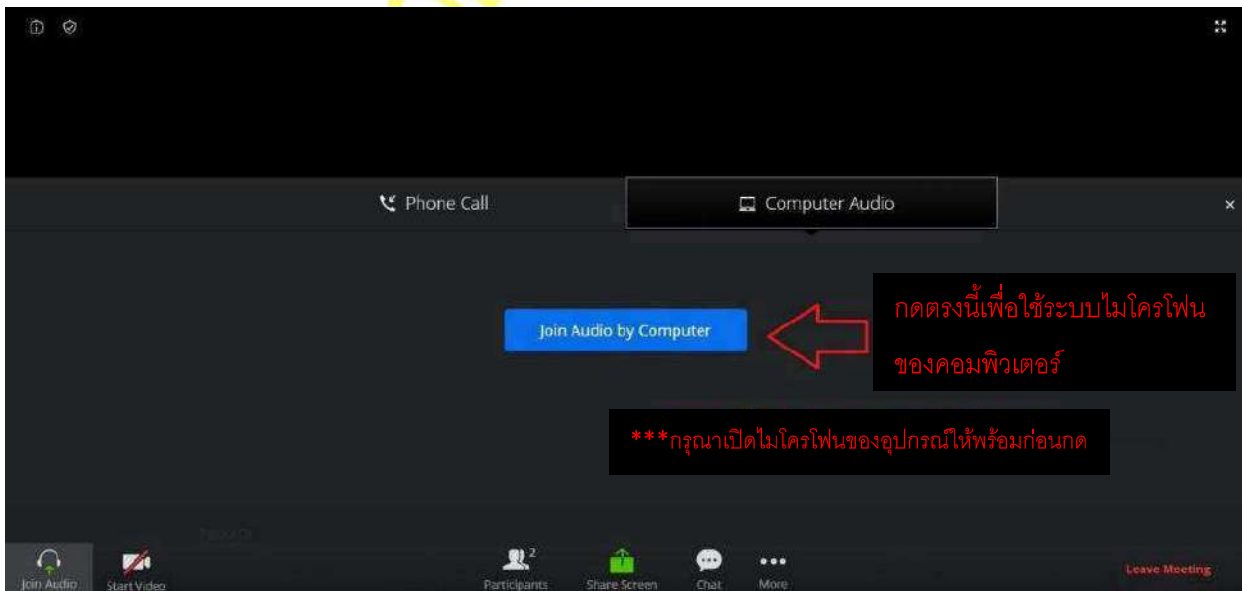 Phone Call
Computer Audio
Join Audio by Computer
กดตรงนี้เพื่อใช้ระบบไมโครโฟน
ของคอมพิวเตอร์
***กรุณาเปิดไมโครโฟนของอุปกรณ์ให้พร้อมก่อนกด
Join Audio
Start Video
2
Participants
Share Screen
Chat
More
Leave Meeting